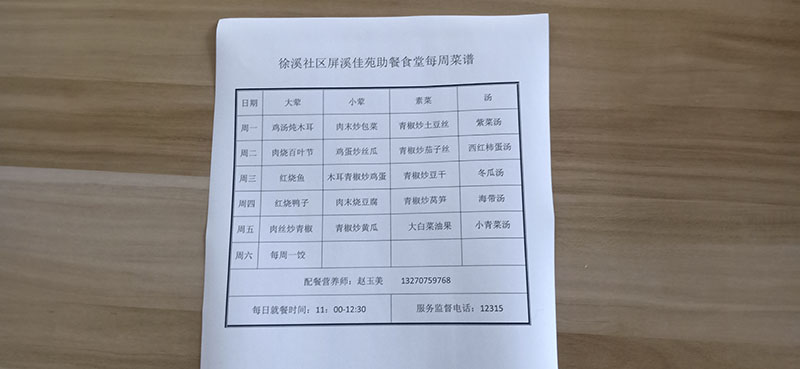 徐溪社区屏溪佳苑助餐食堂每周菜谱
日期 大荤 小荤 素菜 汤
周一 鸡汤炖木耳 肉末炒包菜 青椒炒土豆丝 紫菜汤
周二 肉烧百叶节 鸡蛋炒丝瓜 青椒炒茄子丝 西红柿蛋汤
周三 红烧鱼 木耳青椒炒鸡蛋 青椒炒豆干 冬瓜汤
周四 红烧鸭子 肉末烧豆腐 青椒炒莴笋 海带汤
周五 肉丝炒青椒 青椒炒黄瓜 大白菜油果 小青菜汤
周六 每周一饺
配餐营养师：赵玉美 13270759768
每日就餐时间：11：00-12:30 服务监督电话：12315